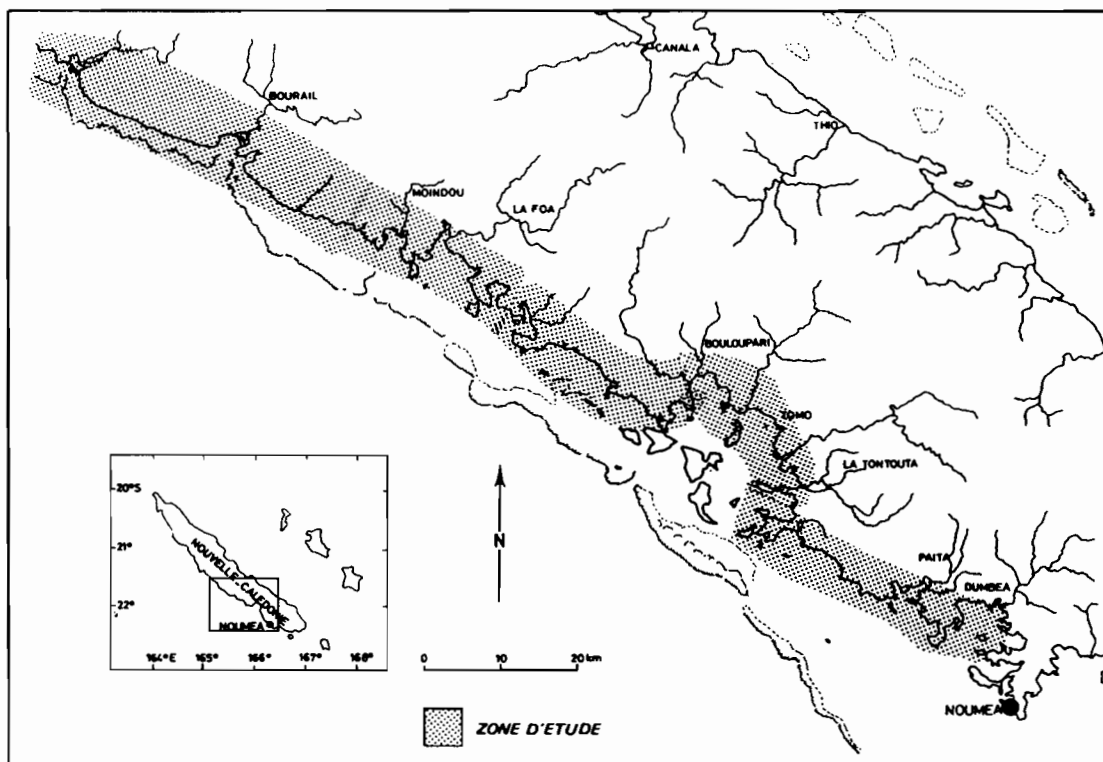 CANALA
BOURAIL
THIO
MOINDOU
LA FOA
BOULOUPARI
TOMO
LA TONTOUTA
PAITA
DUMBEA
NOUMEA
N
0 10 20 km
ZONE D'ETUDE
20°S
21°
22°
NOUVELLE-CALEDONIE
NOUMEA
164°E 165° 166° 167° 168°